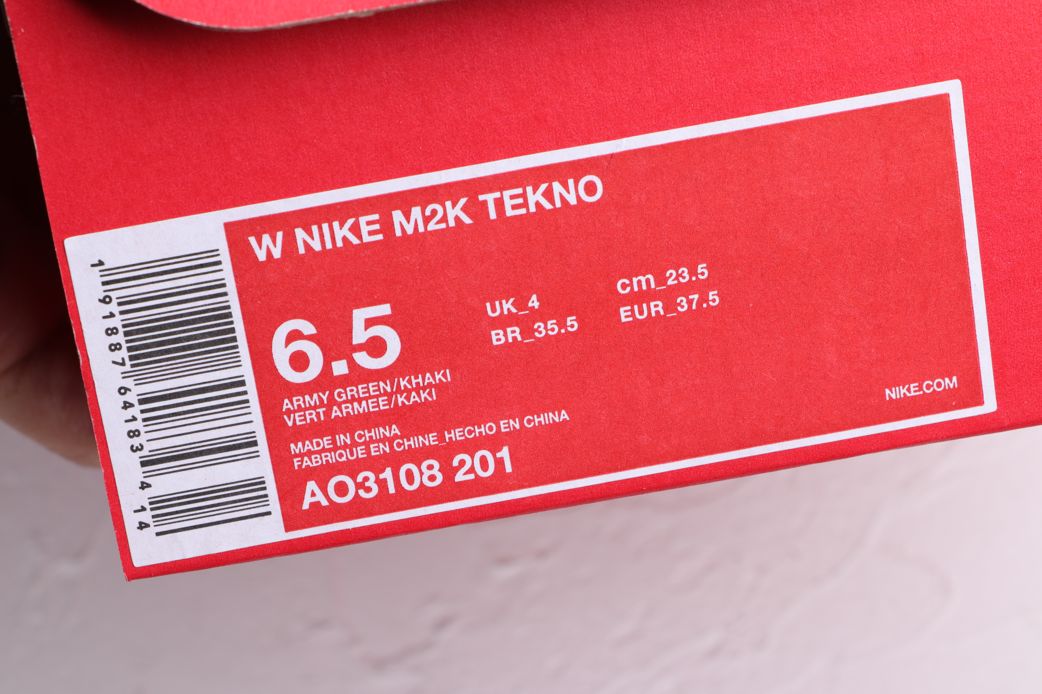 W NIKE M2K TEKNO
6.5
UK_4
BR_35.5
cm_23.5
EUR_37.5
ARMY GREEN/KHAKI
VERT ARMEE/KAKI
MADE IN CHINA
FABRIQUE EN CHINE_HECHO EN CHINA
AO3108 201
NIKE.COM
1 91887 64183 4 14